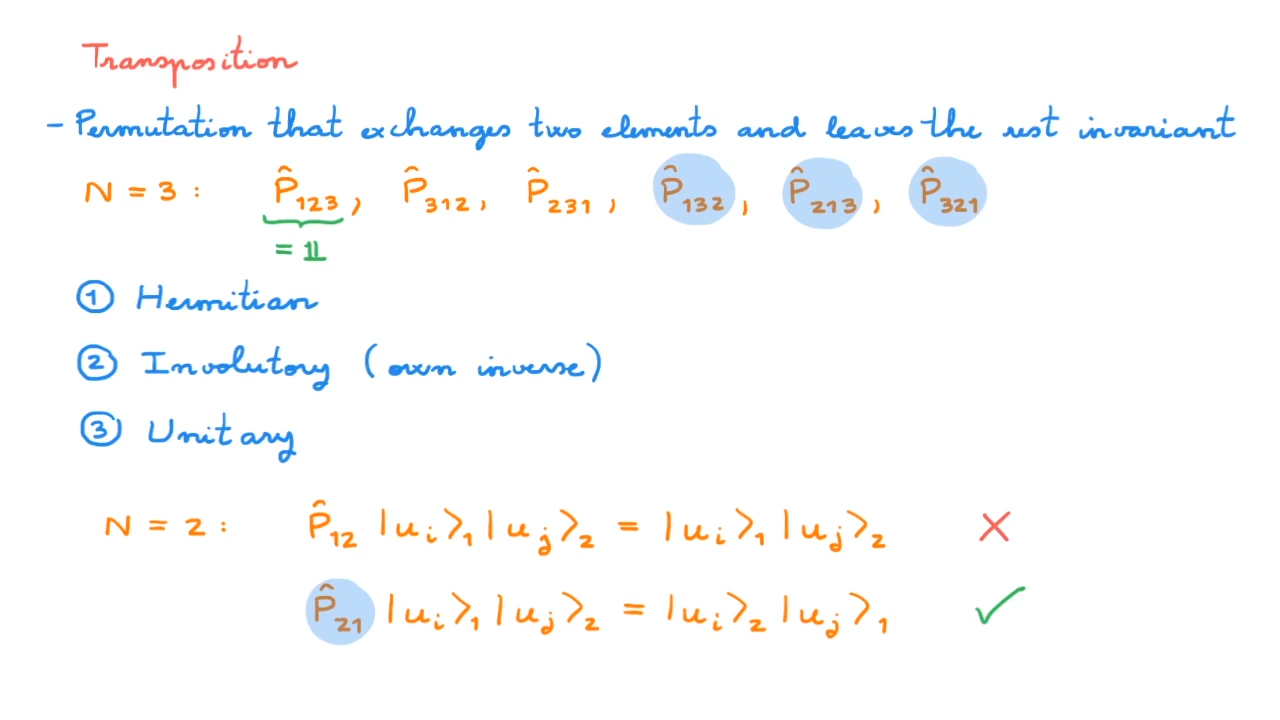 Transposition
- Permutation that exchanges two elements and leaves the rest invariant
N = 3 : P̂₁₂₃, P̂₃₁₂, P̂₂₃₁, P̂₁₃₂, P̂₂₁₃, P̂₃₂₁
= 𝟙
① Hermitian
② Involutory (own inverse)
③ Unitary
N = 2 : P̂₁₂ |uᵢ⟩₁ |uⱼ⟩₂ = |uᵢ⟩₁ |uⱼ⟩₂ ✕
P̂₂₁ |uᵢ⟩₁ |uⱼ⟩₂ = |uᵢ⟩₂ |uⱼ⟩₁ ✓